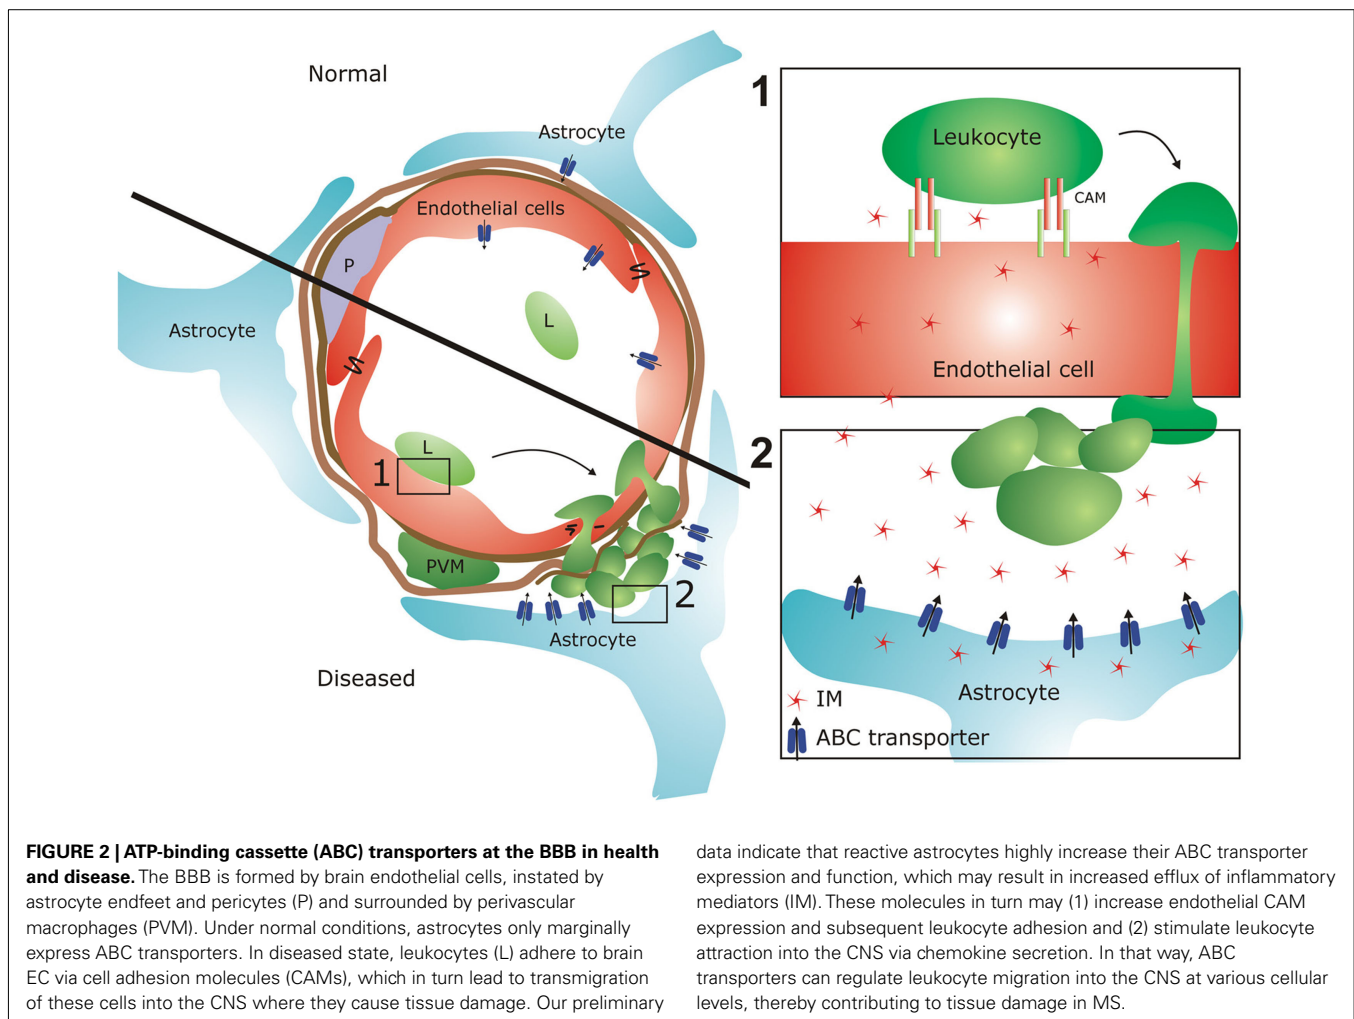 Normal
Astrocyte
Endothelial cells
P
L
Astrocyte
L
1
PVM
2
Astrocyte
Diseased
1
Leukocyte
CAM
Endothelial cell
2
Astrocyte
IM
ABC transporter
FIGURE 2 | ATP-binding cassette (ABC) transporters at the BBB in health
and disease. The BBB is formed by brain endothelial cells, instated by
astrocyte endfeet and pericytes (P) and surrounded by perivascular
macrophages (PVM). Under normal conditions, astrocytes only marginally
express ABC transporters. In diseased state, leukocytes (L) adhere to brain
EC via cell adhesion molecules (CAMs), which in turn lead to transmigration
of these cells into the CNS where they cause tissue damage. Our preliminary
data indicate that reactive astrocytes highly increase their ABC transporter
expression and function, which may result in increased efflux of inflammatory
mediators (IM). These molecules in turn may (1) increase endothelial CAM
expression and subsequent leukocyte adhesion and (2) stimulate leukocyte
attraction into the CNS via chemokine secretion. In that way, ABC
transporters can regulate leukocyte migration into the CNS at various cellular
levels, thereby contributing to tissue damage in MS.